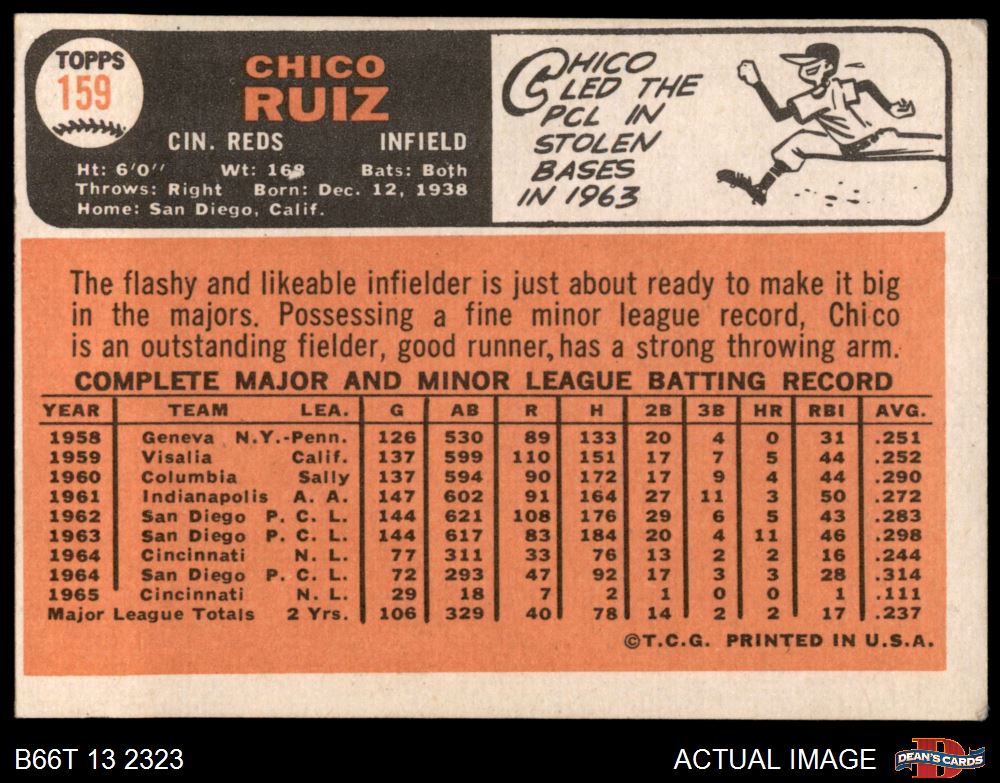 TOPPS
159
CHICO
RUIZ
CIN. REDS INFIELD
Ht: 6'0'' Wt: 168 Bats: Both
Throws: Right Born: Dec. 12, 1938
Home: San Diego, Calif.
CHICO
LED THE
PCL IN
STOLEN
BASES
IN 1963
The flashy and likeable infielder is just about ready to make it big
in the majors. Possessing a fine minor league record, Chico
is an outstanding fielder, good runner, has a strong throwing arm.
COMPLETE MAJOR AND MINOR LEAGUE BATTING RECORD
YEAR TEAM LEA. G AB R H 2B 3B HR RBI AVG.
1958 Geneva N.Y.-Penn. 126 530 89 133 20 4 0 31 .251
1959 Visalia Calif. 137 599 110 151 17 7 5 44 .252
1960 Columbia Sally 137 594 90 172 17 9 4 44 .290
1961 Indianapolis A. A. 147 602 91 164 27 11 3 50 .272
1962 San Diego P. C. L. 144 621 108 176 29 6 5 43 .283
1963 San Diego P. C. L. 144 617 83 184 20 4 11 46 .298
1964 Cincinnati N. L. 77 311 33 76 13 2 2 16 .244
1964 San Diego P. C. L. 72 293 47 92 17 3 3 28 .314
1965 Cincinnati N. L. 29 18 7 2 1 0 0 1 .111
Major League Totals 2 Yrs. 106 329 40 78 14 2 2 17 .237
©T.C.G. PRINTED IN U.S.A.
B66T 13 2323 ACTUAL IMAGE
D
DEAN'S CARDS